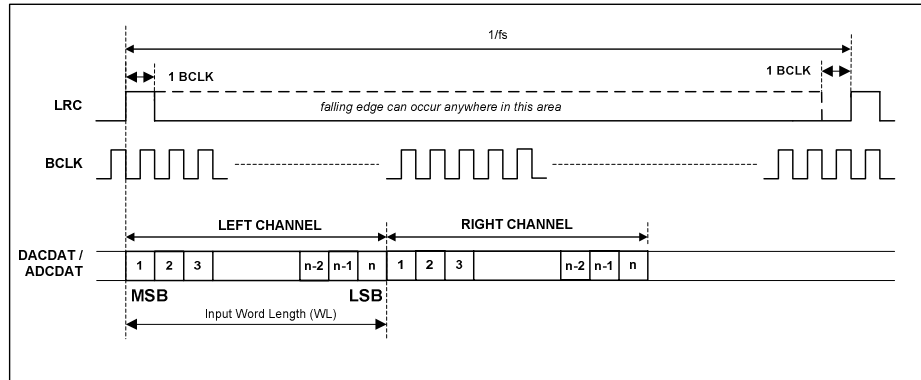 1/fs
1 BCLK
1 BCLK
LRC
falling edge can occur anywhere in this area
BCLK
LEFT CHANNEL
RIGHT CHANNEL
DACDAT /
ADCDAT
1 2 3 n-2 n-1 n 1 2 3 n-2 n-1 n
MSB LSB
Input Word Length (WL)